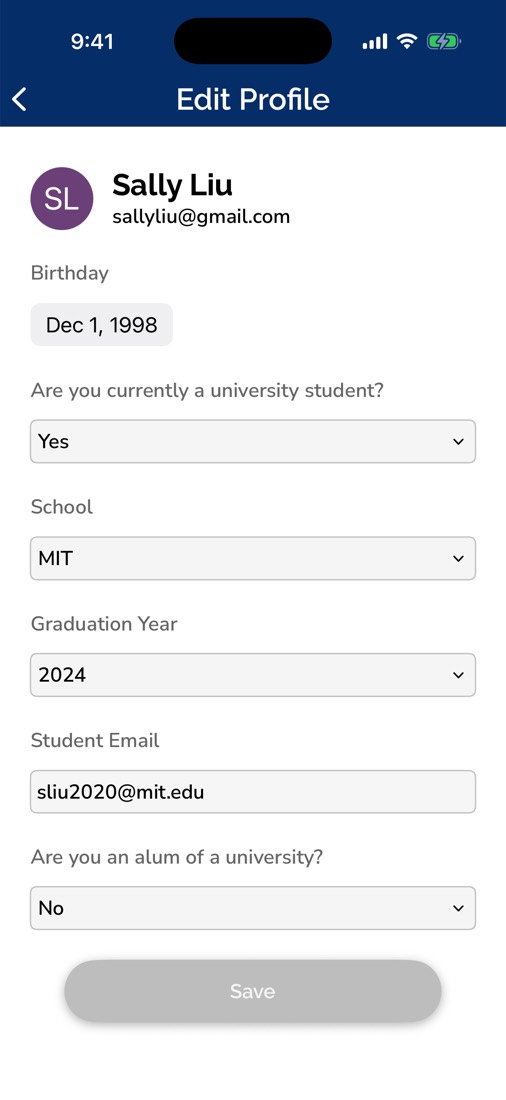 9:41
Edit Profile
SL
Sally Liu
sallyliu@gmail.com
Birthday
Dec 1, 1998
Are you currently a university student?
Yes
School
MIT
Graduation Year
2024
Student Email
sliu2020@mit.edu
Are you an alum of a university?
No
Save